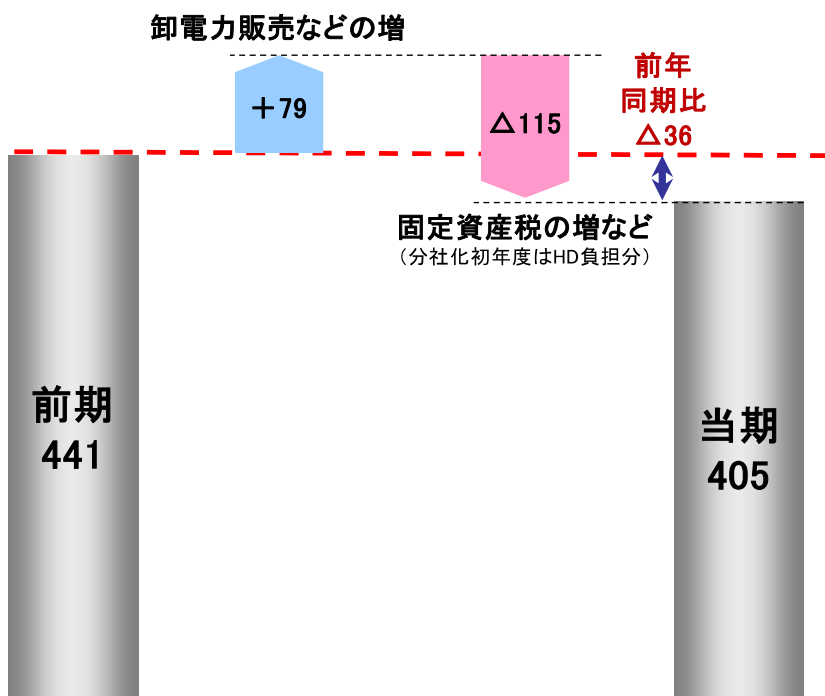 卸電力販売などの増
＋79
△115
前年
同期比
△36
固定資産税の増など
（分社化初年度はHD負担分）
前期
441
当期
405